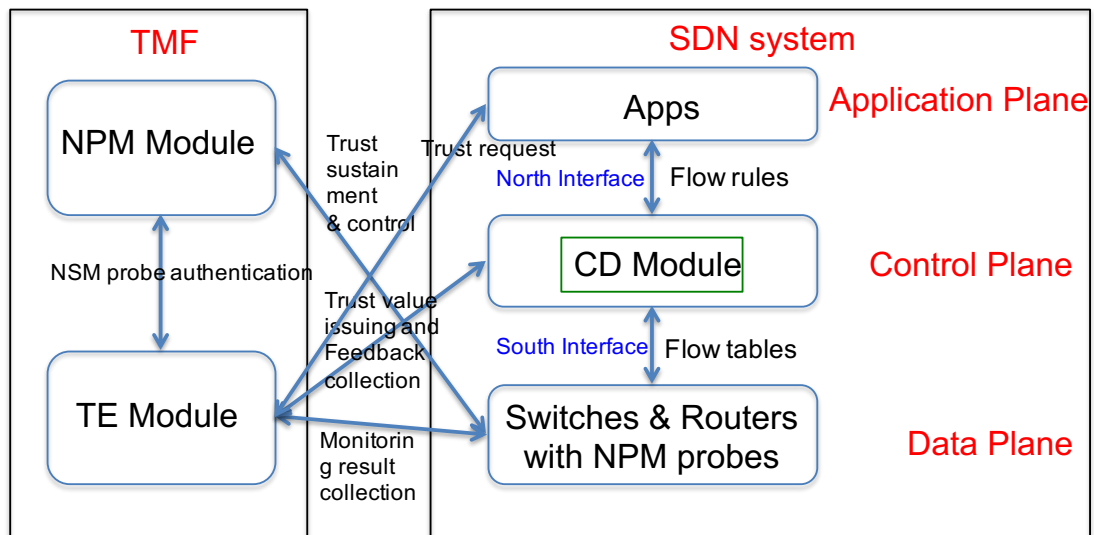 TMF
SDN system
NPM Module
Apps
Application Plane
Trust
sustain
ment
& control
Trust request
North Interface
Flow rules
NSM probe authentication
CD Module
Control Plane
Trust value
issuing and
Feedback
collection
South Interface
Flow tables
TE Module
Switches & Routers
with NPM probes
Data Plane
Monitorin
g result
collection